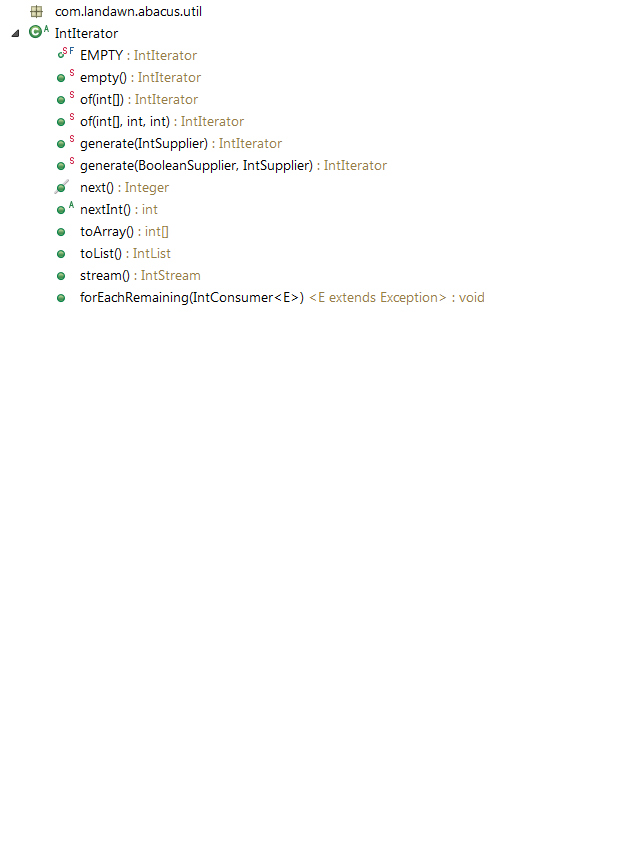 com.landawn.abacus.util
C A IntIterator
S F EMPTY : IntIterator
S empty() : IntIterator
S of(int[]) : IntIterator
S of(int[], int, int) : IntIterator
S generate(IntSupplier) : IntIterator
S generate(BooleanSupplier, IntSupplier) : IntIterator
next() : Integer
A nextInt() : int
toArray() : int[]
toList() : IntList
stream() : IntStream
forEachRemaining(IntConsumer<E>) <E extends Exception> : void